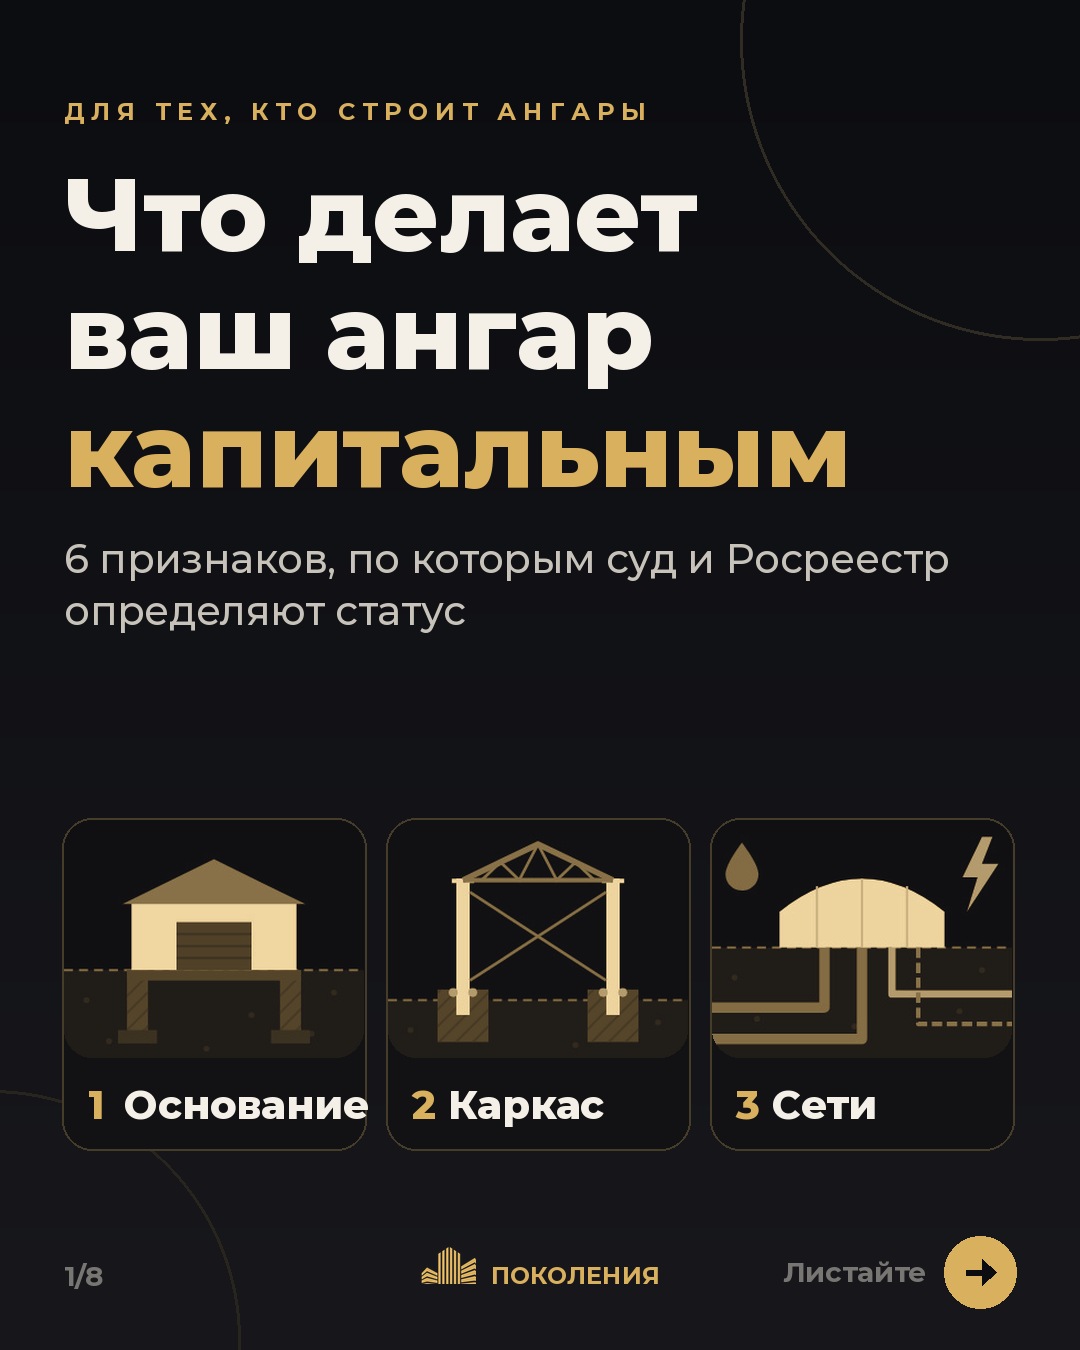 ДЛЯ ТЕХ, КТО СТРОИТ АНГАРЫ
Что делает
ваш ангар
капитальным
6 признаков, по которым суд и Росреестр
определяют статус
1 Основание
2 Каркас
3 Сети
1/8
ПОКОЛЕНИЯ
Листайте